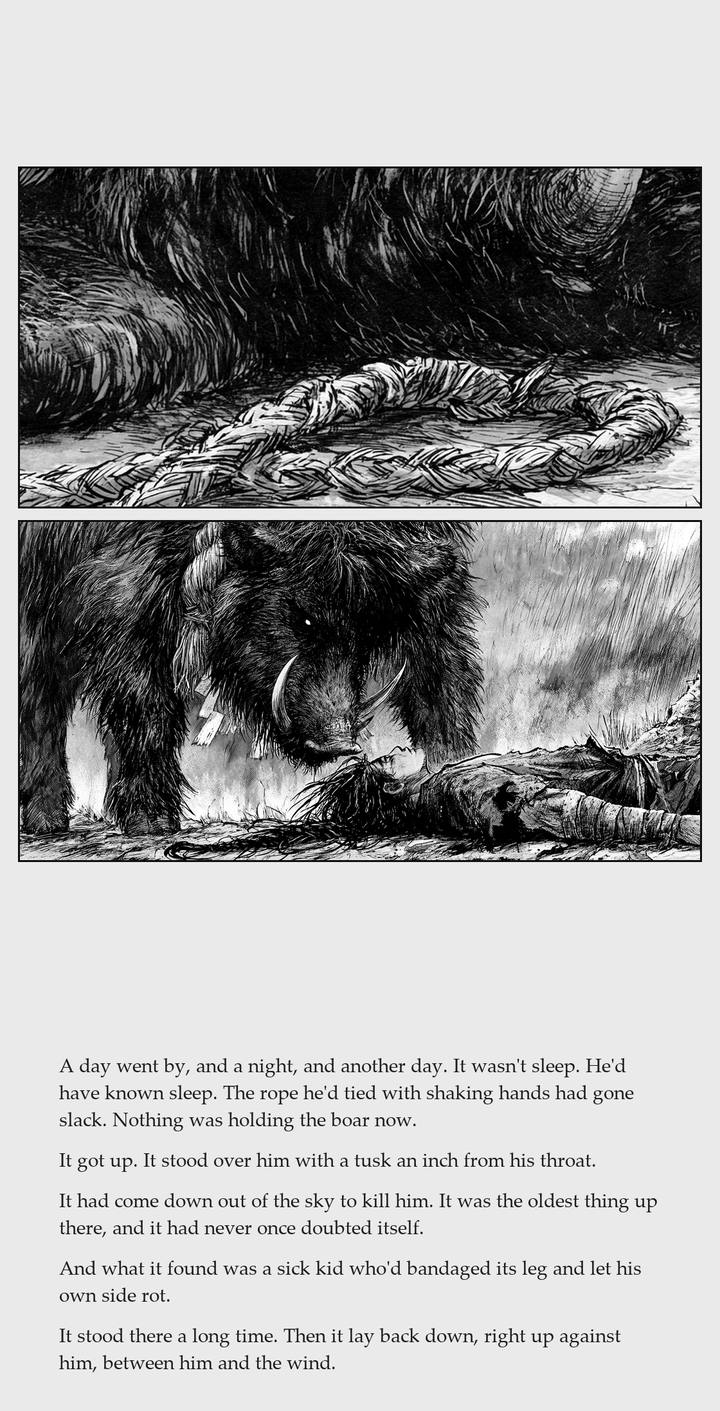 A day went by, and a night, and another day. It wasn't sleep. He'd
have known sleep. The rope he'd tied with shaking hands had gone
slack. Nothing was holding the boar now.
It got up. It stood over him with a tusk an inch from his throat.
It had come down out of the sky to kill him. It was the oldest thing up
there, and it had never once doubted itself.
And what it found was a sick kid who'd bandaged its leg and let his
own side rot.
It stood there a long time. Then it lay back down, right up against
him, between him and the wind.